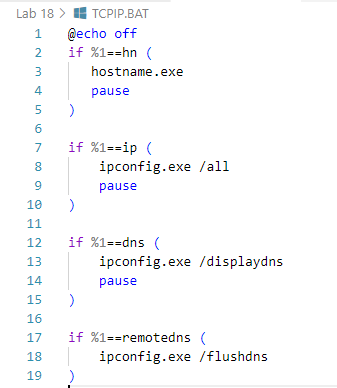 Lab 18 > TCPIP.BAT
1 @echo off
2 if %1==hn (
3 hostname.exe
4 pause
5 )
6
7 if %1==ip (
8 ipconfig.exe /all
9 pause
10 )
11
12 if %1==dns (
13 ipconfig.exe /displaydns
14 pause
15 )
16
17 if %1==remotedns (
18 ipconfig.exe /flushdns
19 )